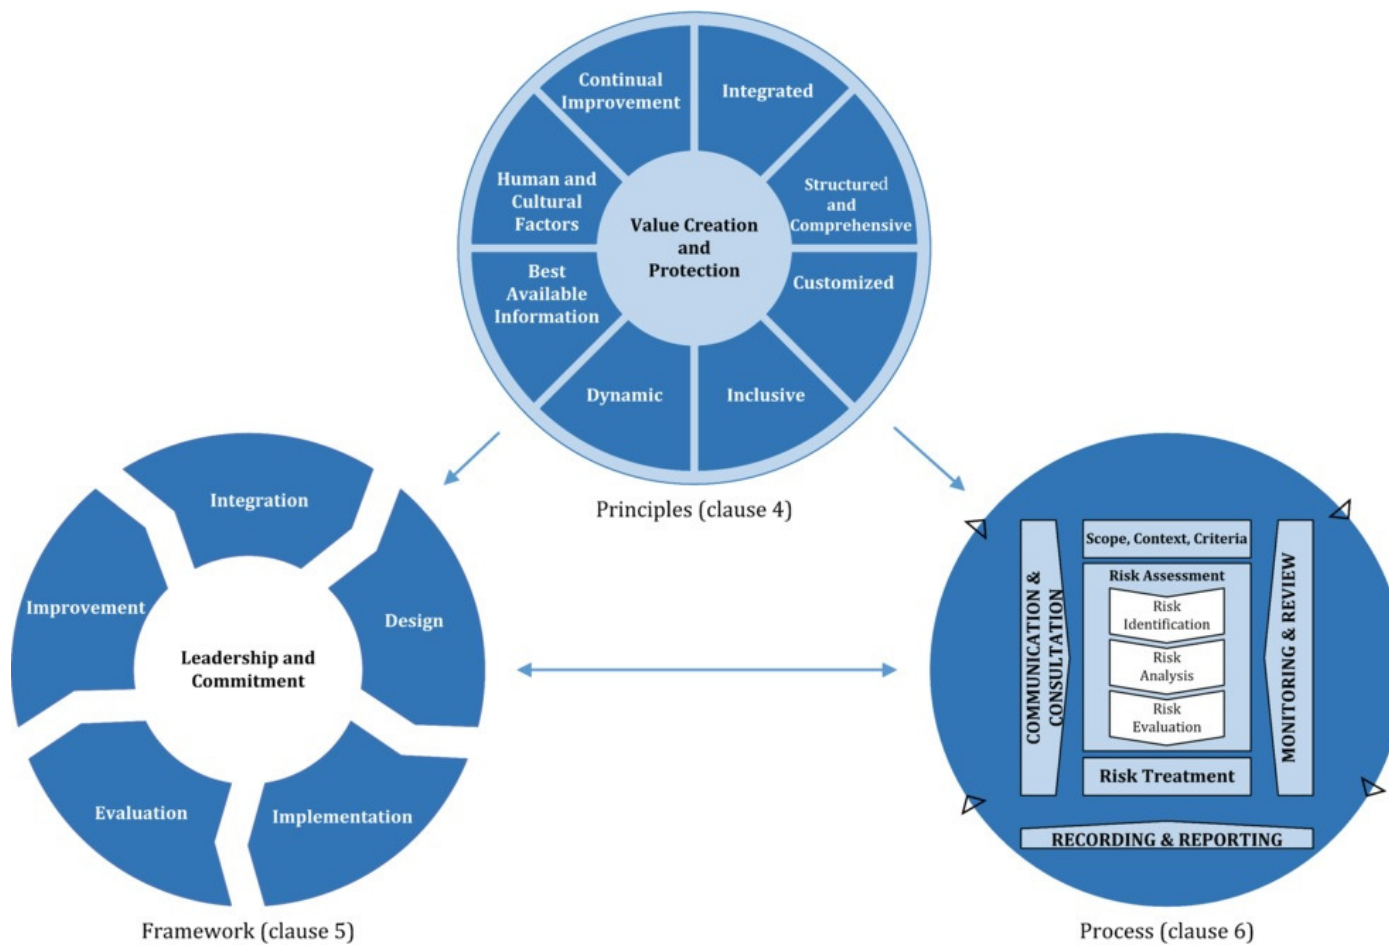 Continual
Improvement
Integrated
Structured
and
Comprehensive
Customized
Inclusive
Dynamic
Best
Available
Information
Human and
Cultural
Factors
Value Creation
and
Protection
Principles (clause 4)
Integration
Design
Implementation
Evaluation
Improvement
Leadership and
Commitment
Framework (clause 5)
Scope, Context, Criteria
Risk Assessment
Risk
Identification
Risk
Analysis
Risk
Evaluation
Risk Treatment
COMMUNICATION &
CONSULTATION
MONITORING & REVIEW
RECORDING & REPORTING
Process (clause 6)